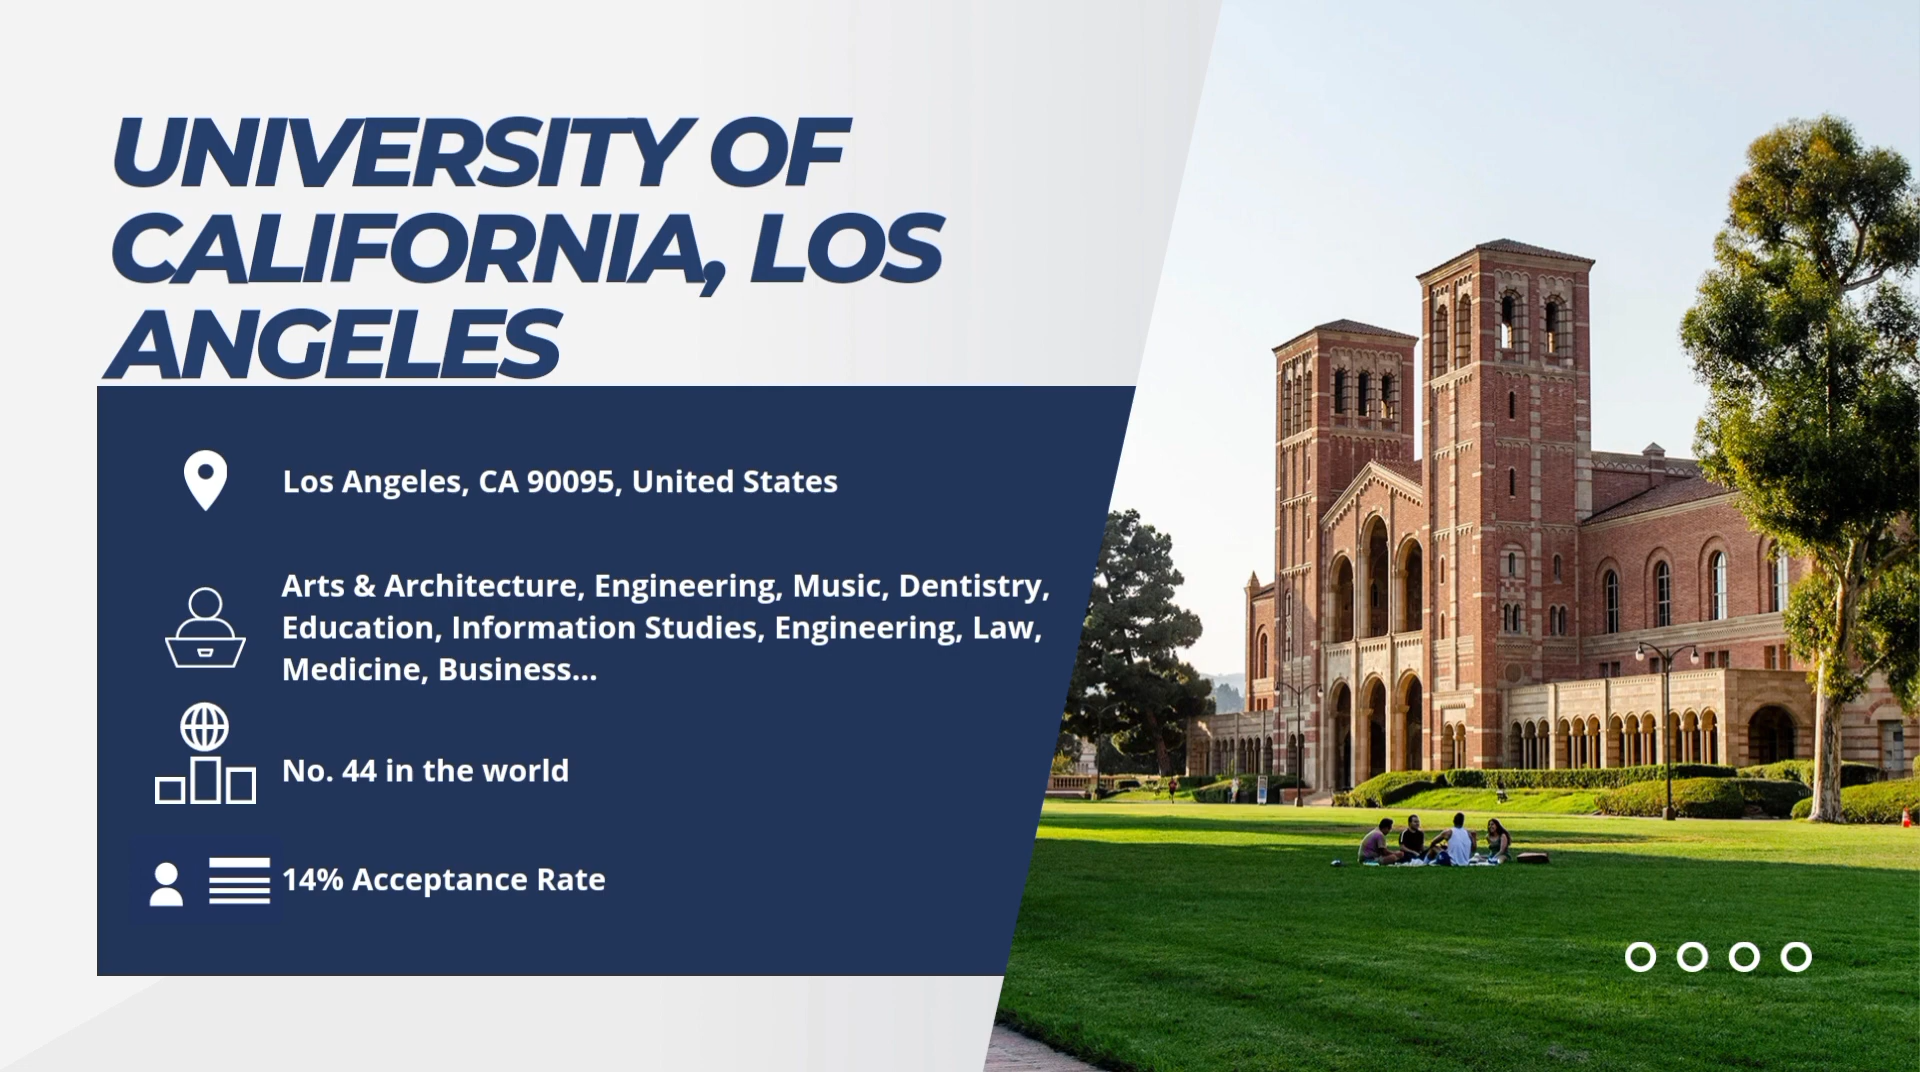 UNIVERSITY OF
CALIFORNIA, LOS
ANGELES
Los Angeles, CA 90095, United States
Arts & Architecture, Engineering, Music, Dentistry,
Education, Information Studies, Engineering, Law,
Medicine, Business...
No. 44 in the world
14% Acceptance Rate